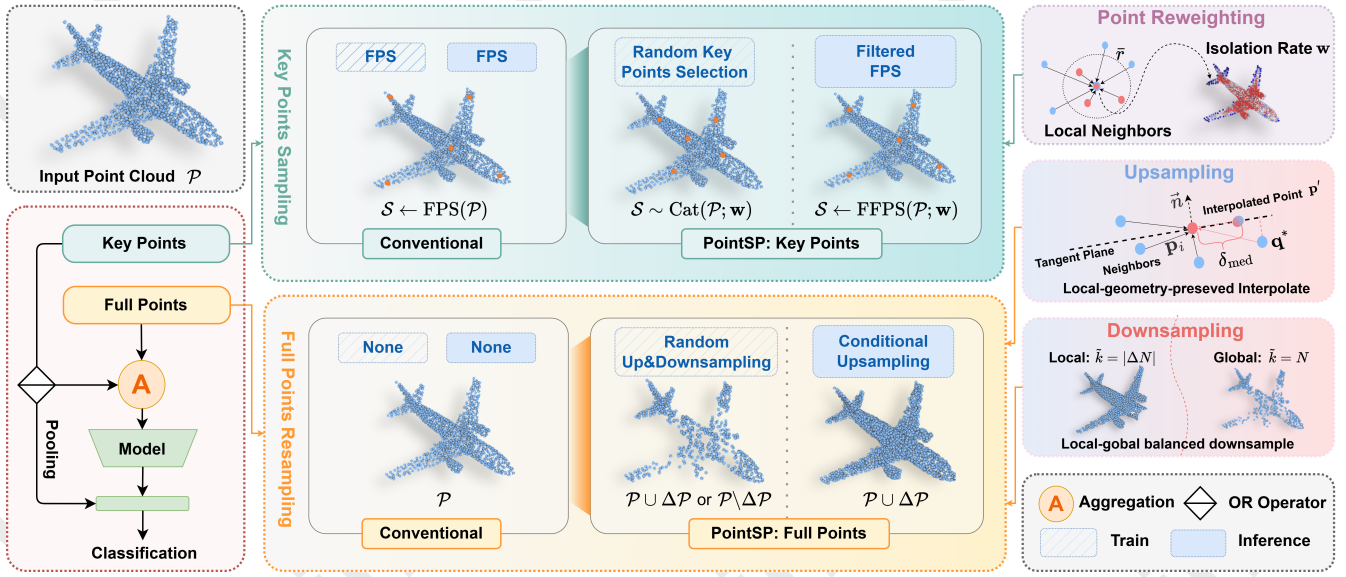 Input Point Cloud 𝒫
Key Points
Full Points
A
Model
Pooling
Classification
Key Points Sampling
FPS
FPS
𝒮 ← FPS(𝒫)
Conventional
Random Key
Points Selection
Filtered
FPS
𝒮 ∼ Cat(𝒫; w)
𝒮 ← FFPS(𝒫; w)
PointSP: Key Points
Full Points Resampling
None
None
𝒫
Conventional
Random
Up&Downsampling
Conditional
Upsampling
𝒫 ∪ Δ𝒫 or 𝒫\Δ𝒫
𝒫 ∪ Δ𝒫
PointSP: Full Points
Point Reweighting
r̄
Isolation Rate w
Local Neighbors
Upsampling
n⃗
Interpolated Point p′
q*
p_i
δ̄_med
Tangent Plane
Neighbors
Local-geometry-preseved Interpolate
Downsampling
Local: k̃ = |ΔN|
Global: k̃ = N
Local-gobal balanced downsample
A
Aggregation
OR Operator
Train
Inference